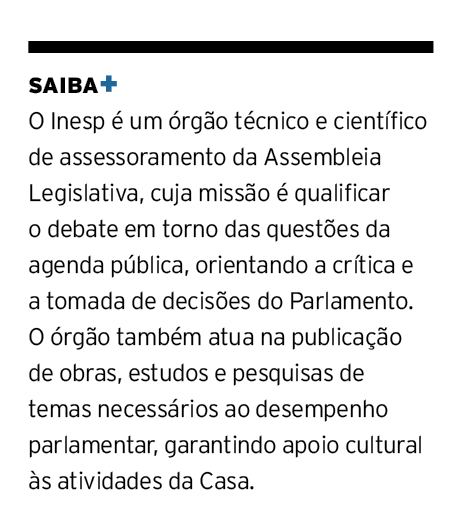 SAIBA+
O Inesp é um órgão técnico e científico
de assessoramento da Assembleia
Legislativa, cuja missão é qualificar
o debate em torno das questões da
agenda pública, orientando a crítica e
a tomada de decisões do Parlamento.
O órgão também atua na publicação
de obras, estudos e pesquisas de
temas necessários ao desempenho
parlamentar, garantindo apoio cultural
às atividades da Casa.